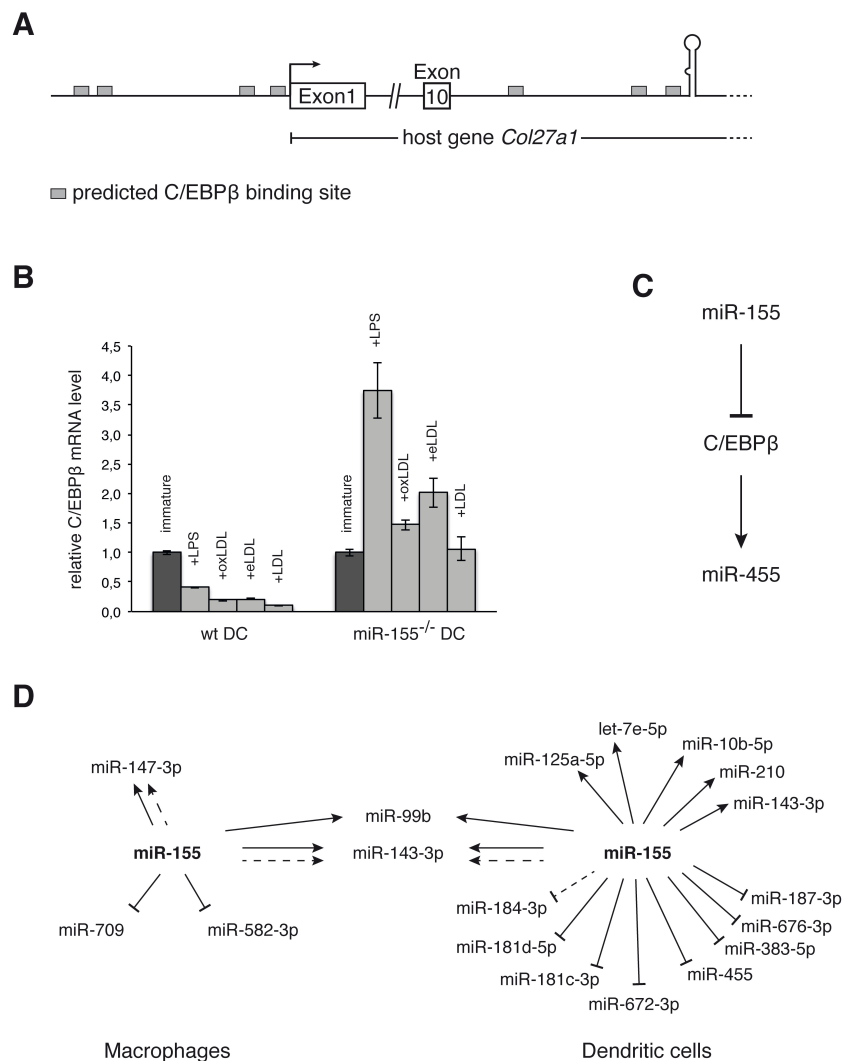 A
Exon1
Exon
10
host gene Col27a1
predicted C/EBPβ binding site
B
relative C/EBPβ mRNA level
4,5
4,0
3,5
3,0
2,5
2,0
1,5
1,0
0,5
0,0
immature
+LPS
+oxLDL
+eLDL
+LDL
immature
+LPS
+oxLDL
+eLDL
+LDL
wt DC
miR-155-/- DC
C
miR-155
C/EBPβ
miR-455
D
miR-147-3p
miR-155
miR-709
miR-582-3p
miR-99b
miR-143-3p
let-7e-5p
miR-125a-5p
miR-10b-5p
miR-210
miR-143-3p
miR-155
miR-184-3p
miR-181d-5p
miR-181c-3p
miR-672-3p
miR-455
miR-383-5p
miR-676-3p
miR-187-3p
Macrophages
Dendritic cells